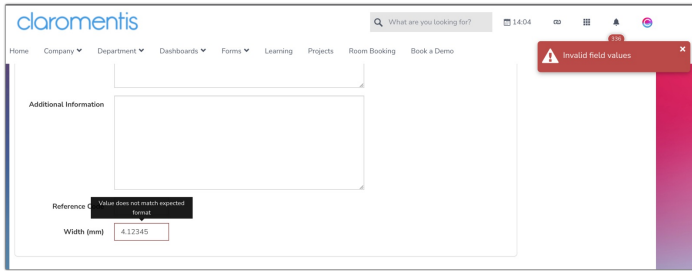 claromentis
What are you looking for?
14:04
336
Home Company Department Dashboards Forms Learning Projects Room Booking Book a Demo
Invalid field values
Additional Information
Reference
Value does not match expected
format
Width (mm)
4.12345